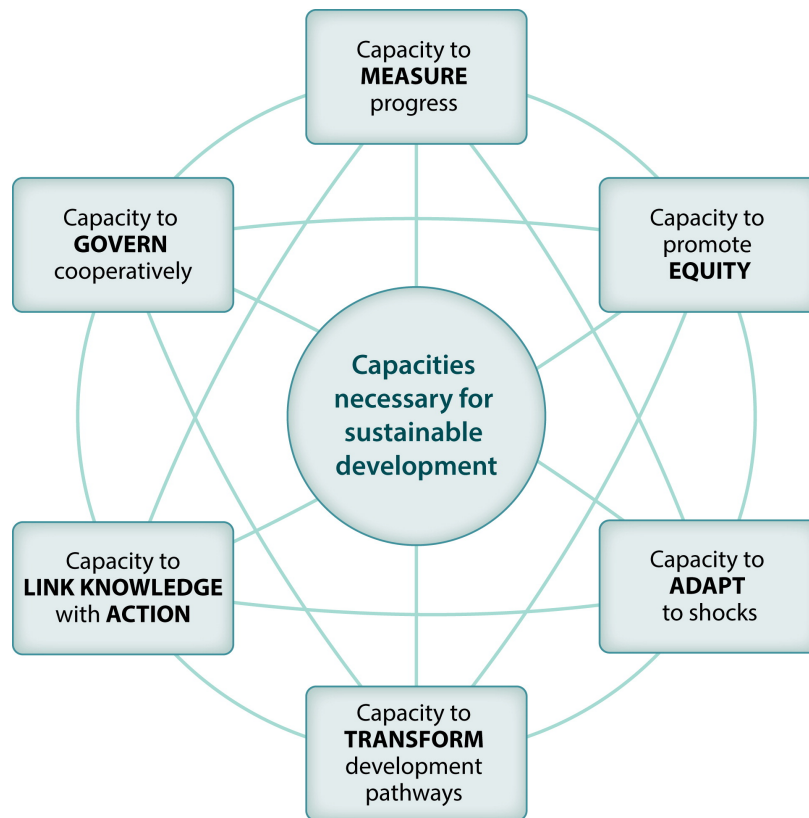 Capacity to
MEASURE
progress
Capacity to
GOVERN
cooperatively
Capacity to
promote
EQUITY
Capacities
necessary for
sustainable
development
Capacity to
LINK KNOWLEDGE
with ACTION
Capacity to
ADAPT
to shocks
Capacity to
TRANSFORM
development
pathways